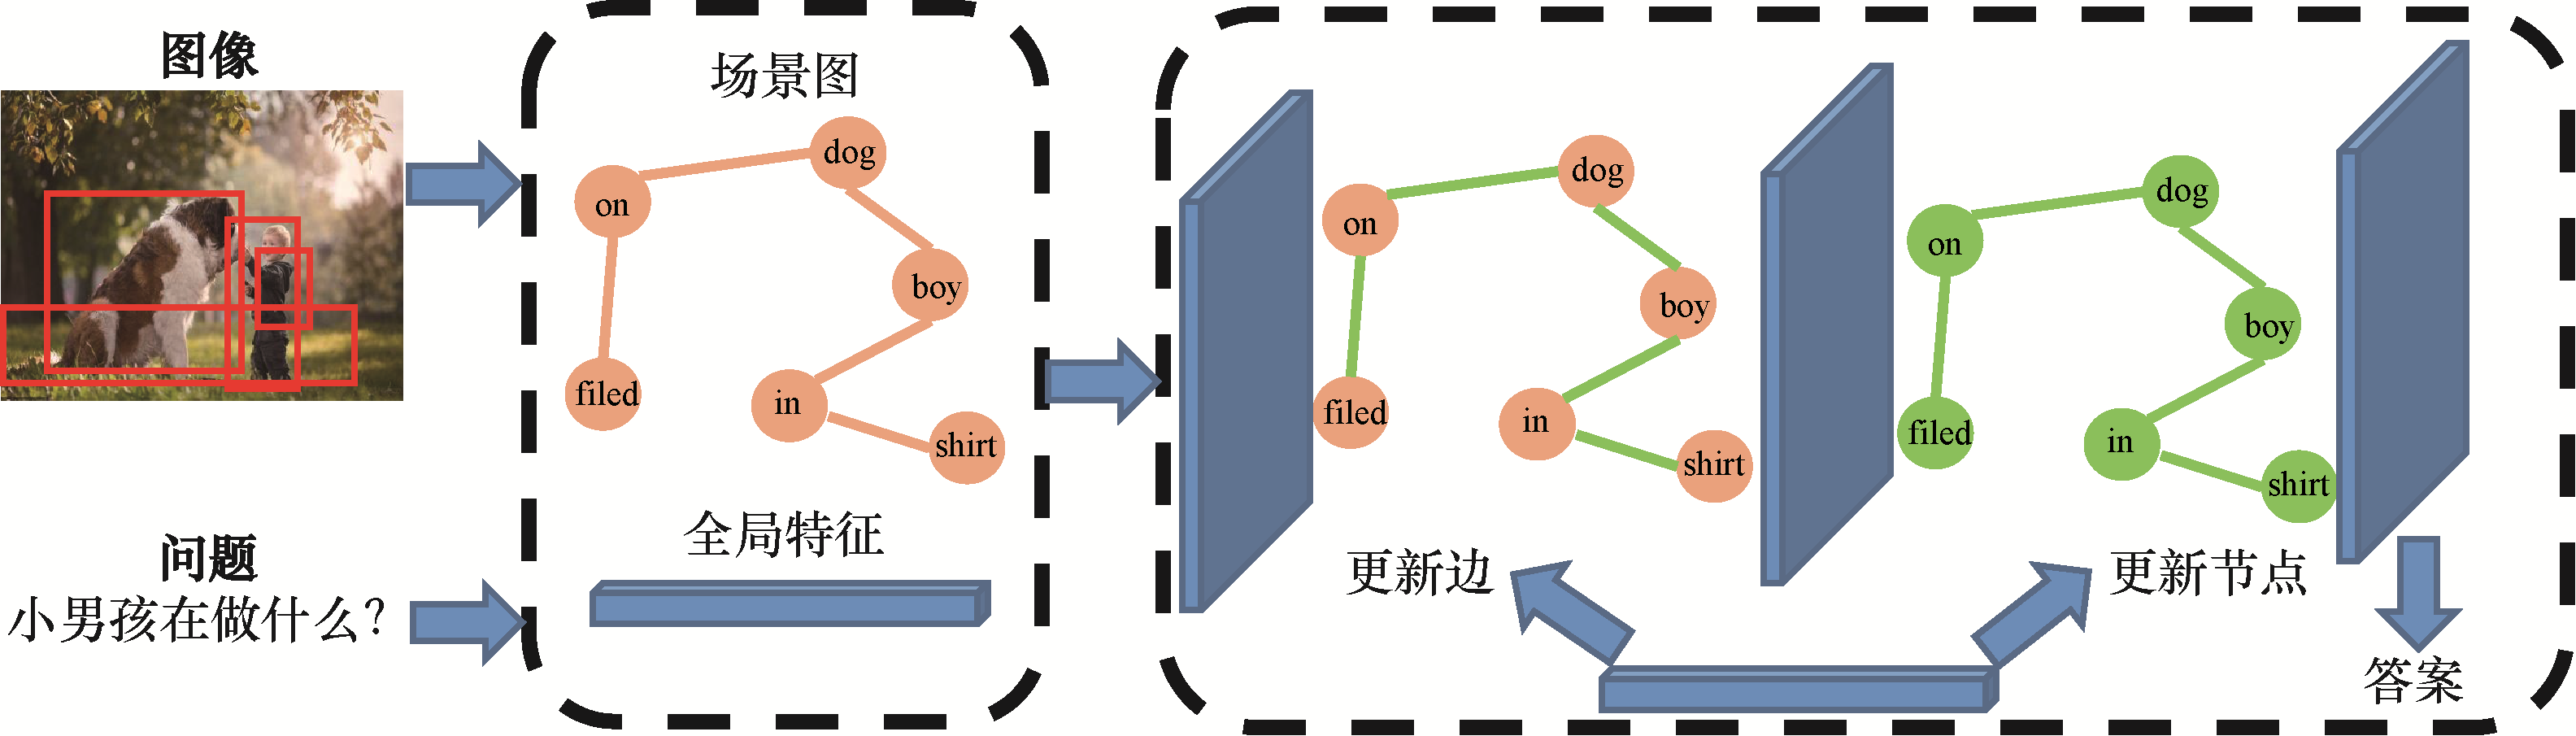 图像
问题
小男孩在做什么?
场景图
dog
on
boy
filed
in
shirt
全局特征
dog
on
boy
filed
in
shirt
更新边
dog
on
boy
filed
in
shirt
更新节点
答案